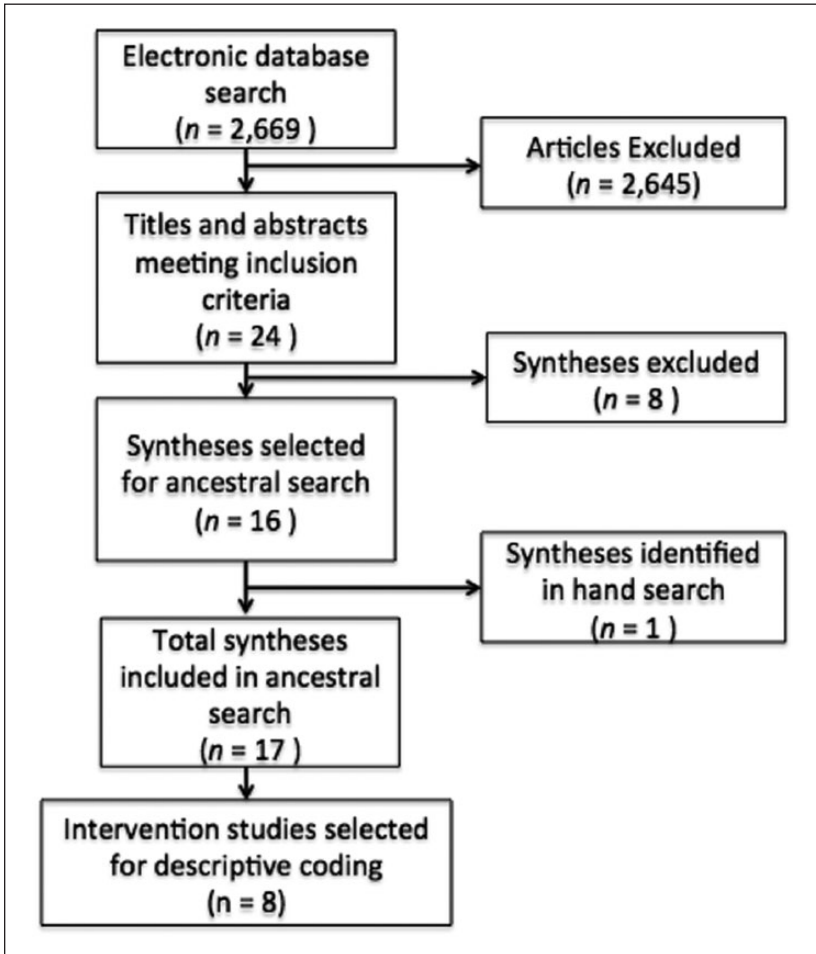 Electronic database
search
(n = 2,669 )
Articles Excluded
(n = 2,645)
Titles and abstracts
meeting inclusion
criteria
(n = 24 )
Syntheses excluded
(n = 8 )
Syntheses selected
for ancestral search
(n = 16 )
Syntheses identified
in hand search
(n = 1 )
Total syntheses
included in ancestral
search
(n = 17 )
Intervention studies selected
for descriptive coding
(n = 8)